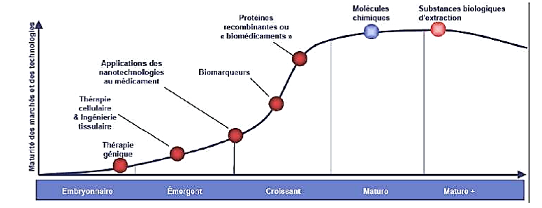 Maturité des marchés et des technologies
Thérapie
génique
Thérapie
cellulaire
& Ingénierie
tissulaire
Applications des
nanotechnologies
au médicament
Biomarqueurs
Protéines
recombinantes ou
« biomédicaments »
Molécules
chimiques
Substances biologiques
d'extraction
Embryonnaire
Émergent
Croissant
Mature
Mature +